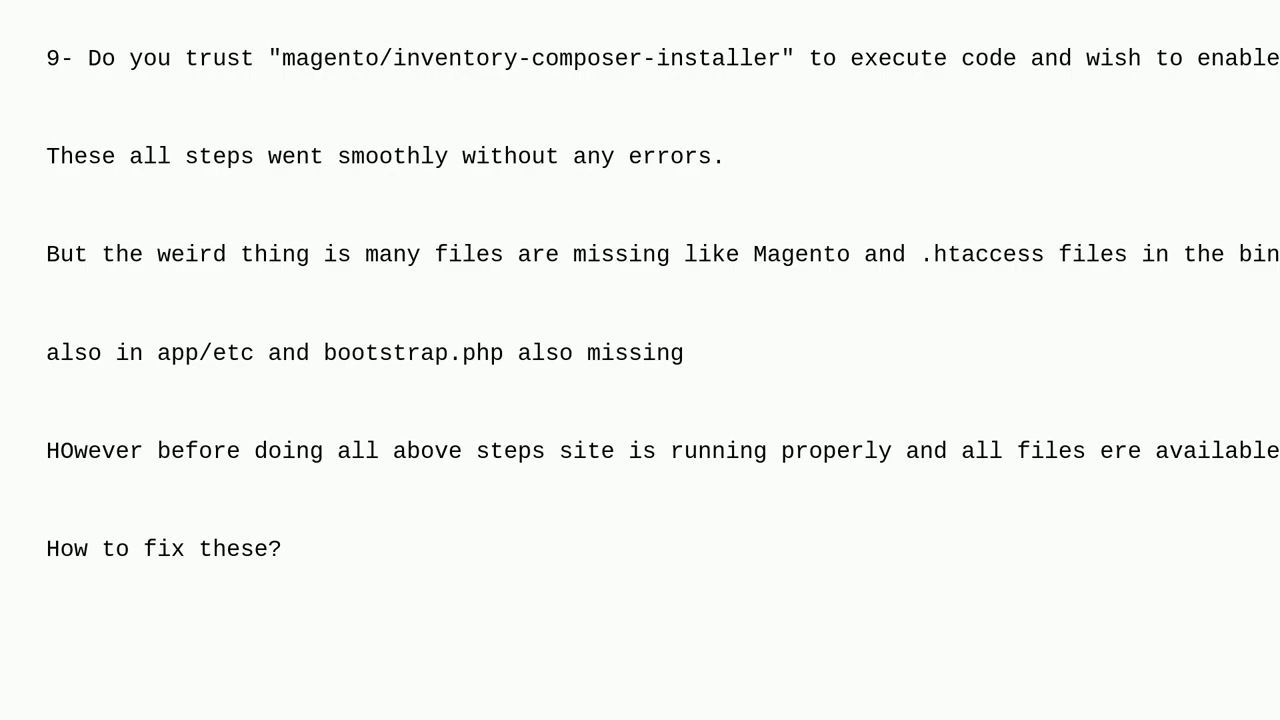 9- Do you trust "magento/inventory-composer-installer" to execute code and wish to enable
These all steps went smoothly without any errors.
But the weird thing is many files are missing like Magento and .htaccess files in the bin
also in app/etc and bootstrap.php also missing
HOwever before doing all above steps site is running properly and all files ere available
How to fix these?